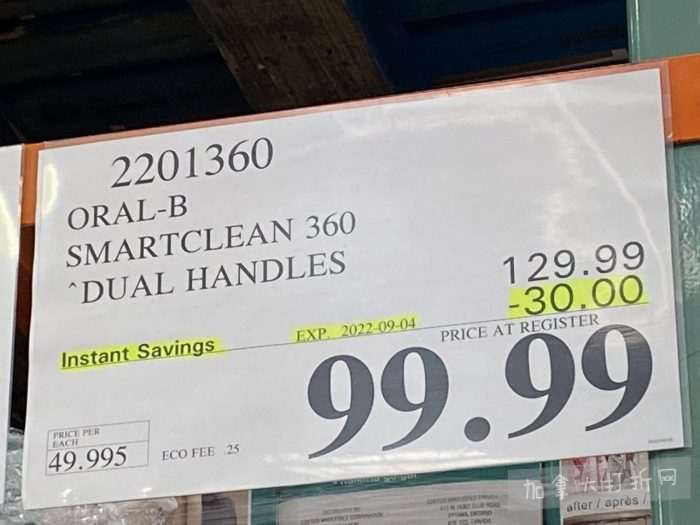 2201360
ORAL-B
SMARTCLEAN 360
^DUAL HANDLES
129.99
-30.00
Instant Savings
EXP. 2022-09-04
PRICE AT REGISTER
99.99
PRICE PER
EACH
49.995
ECO FEE .25
加拿大打折网
after / après /